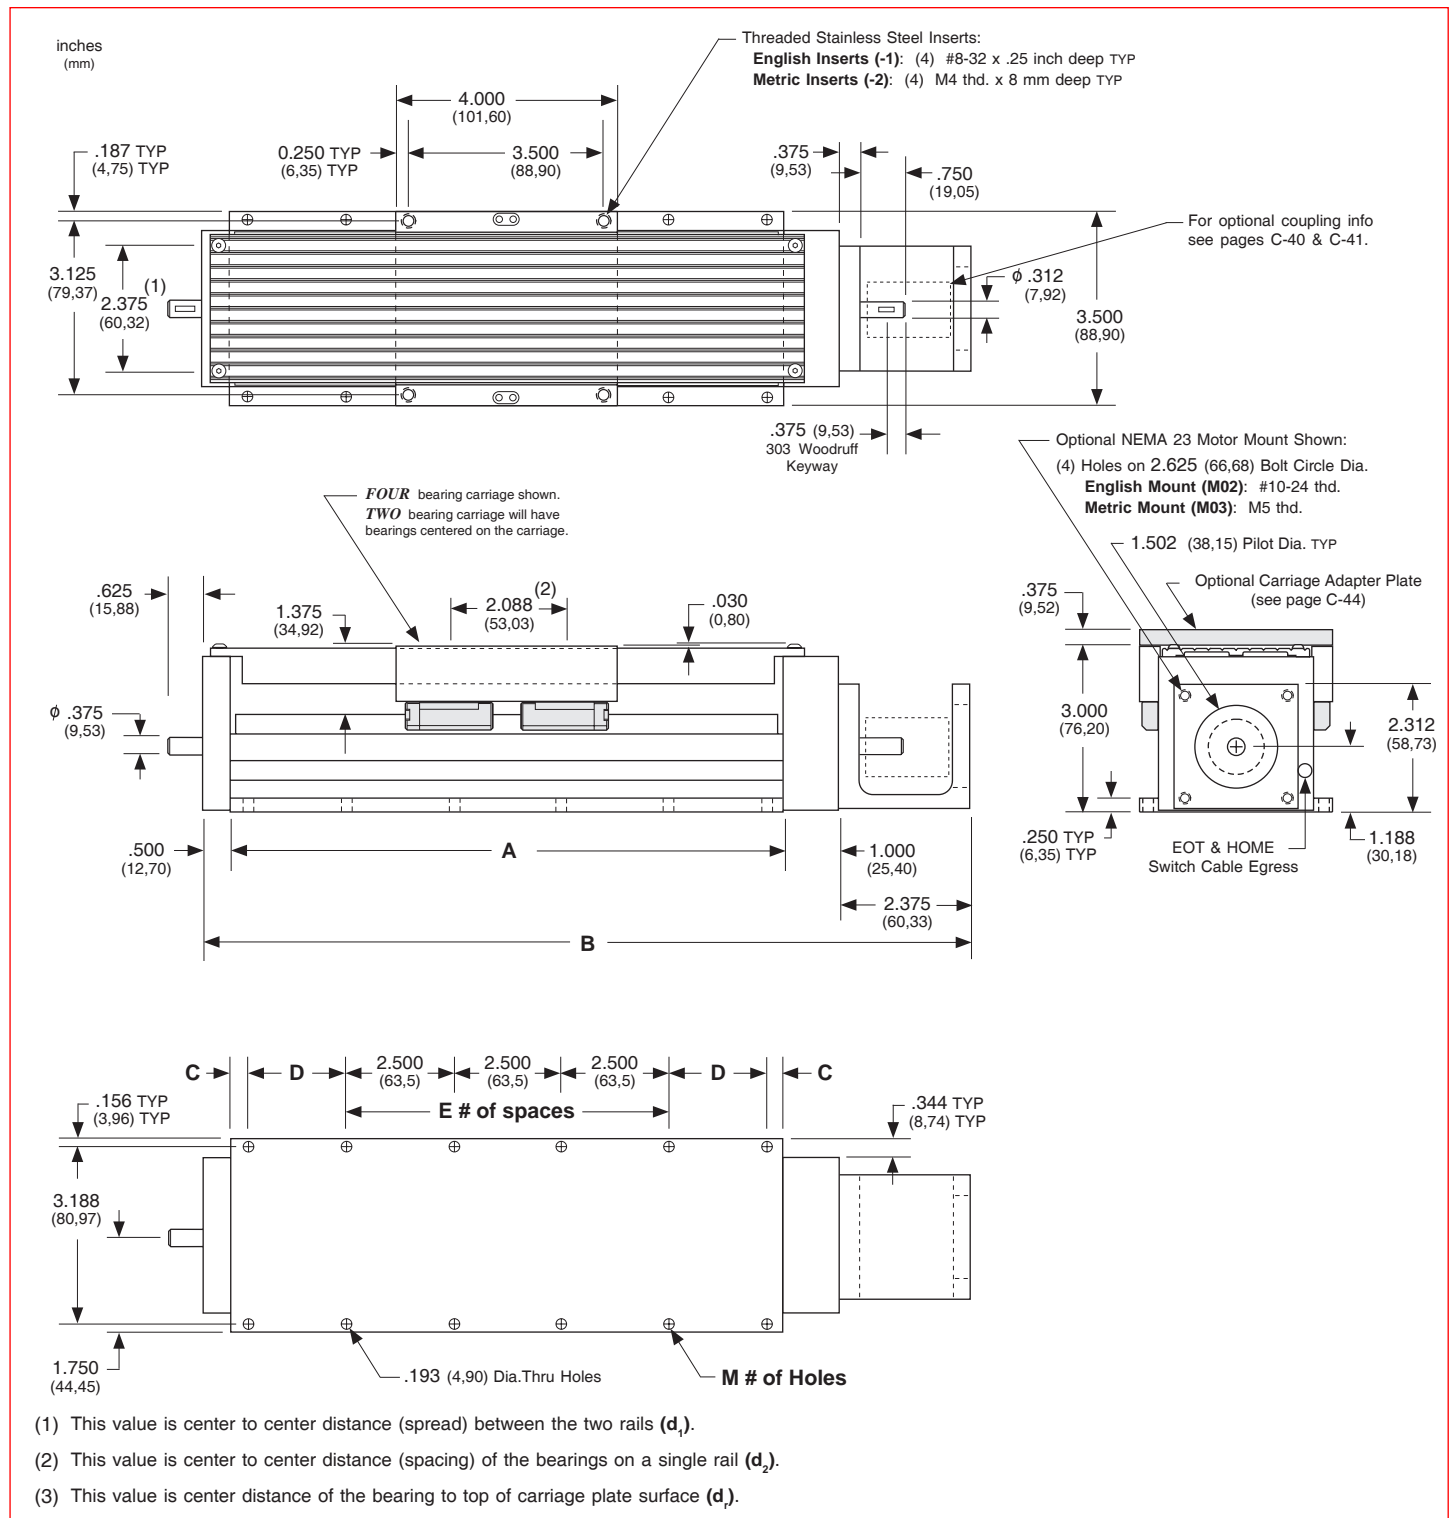 inches
(mm)
Threaded Stainless Steel Inserts:
English Inserts (-1): (4) #8-32 x .25 inch deep TYP
Metric Inserts (-2): (4) M4 thd. x 8 mm deep TYP
4.000
(101,60)
.187 TYP
(4,75) TYP
0.250 TYP
(6,35) TYP
3.500
(88,90)
.375
(9,53)
.750
(19,05)
For optional coupling info
see pages C-40 & C-41.
3.125
(79,37)
(1)
2.375
(60,32)
ϕ .312
(7,92)
3.500
(88,90)
.375 (9,53)
303 Woodruff
Keyway
Optional NEMA 23 Motor Mount Shown:
(4) Holes on 2.625 (66,68) Bolt Circle Dia.
English Mount (M02): #10-24 thd.
Metric Mount (M03): M5 thd.
FOUR bearing carriage shown.
TWO bearing carriage will have
bearings centered on the carriage.
1.502 (38,15) Pilot Dia. TYP
.625
(15,88)
1.375
(34,92)
(2)
2.088
(53,03)
.030
(0,80)
.375
(9,52)
Optional Carriage Adapter Plate
(see page C-44)
ϕ .375
(9,53)
3.000
(76,20)
2.312
(58,73)
.500
(12,70)
A
1.000
(25,40)
.250 TYP
(6,35) TYP
EOT & HOME
Switch Cable Egress
1.188
(30,18)
2.375
(60,33)
B
C
D
2.500
(63,5)
2.500
(63,5)
2.500
(63,5)
D
C
.156 TYP
(3,96) TYP
E # of spaces
.344 TYP
(8,74) TYP
3.188
(80,97)
1.750
(44,45)
.193 (4,90) Dia.Thru Holes
M # of Holes
(1) This value is center to center distance (spread) between the two rails (d1).
(2) This value is center to center distance (spacing) of the bearings on a single rail (d2).
(3) This value is center distance of the bearing to top of carriage plate surface (dr).